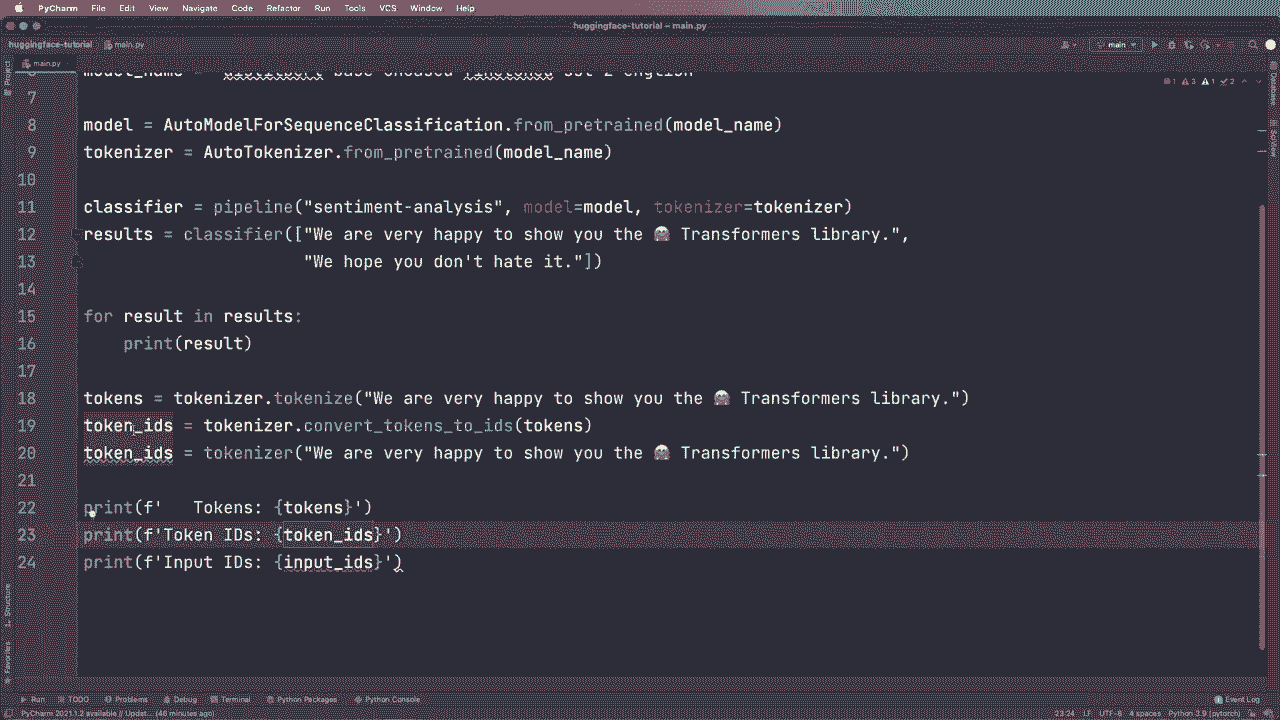 PyCharm File Edit View Navigate Code Refactor Run Tools VCS Window Help
huggingface-tutorial – main.py
huggingface-tutorial main.py main
Project
main.py
Database
SciView
1 3 1 2
7
8 model = AutoModelForSequenceClassification.from_pretrained(model_name)
9 tokenizer = AutoTokenizer.from_pretrained(model_name)
10
11 classifier = pipeline("sentiment-analysis", model=model, tokenizer=tokenizer)
12 results = classifier(["We are very happy to show you the 🤗 Transformers library.",
13 "We hope you don't hate it."])
14
15 for result in results:
16 print(result)
17
18 tokens = tokenizer.tokenize("We are very happy to show you the 🤗 Transformers library.")
19 token_ids = tokenizer.convert_tokens_to_ids(tokens)
20 token_ids = tokenizer("We are very happy to show you the 🤗 Transformers library.")
21
22 print(f'   Tokens: {tokens}')
23 print(f'Token IDs: {token_ids}')
24 print(f'Input IDs: {input_ids}')
Structure
Favorites
Run TODO Problems Debug Terminal Python Packages Python Console Event Log
PyCharm 2021.1.2 available // Updat... (46 minutes ago) 23:24 LF UTF-8 4 spaces Python 3.9 (pytorch)